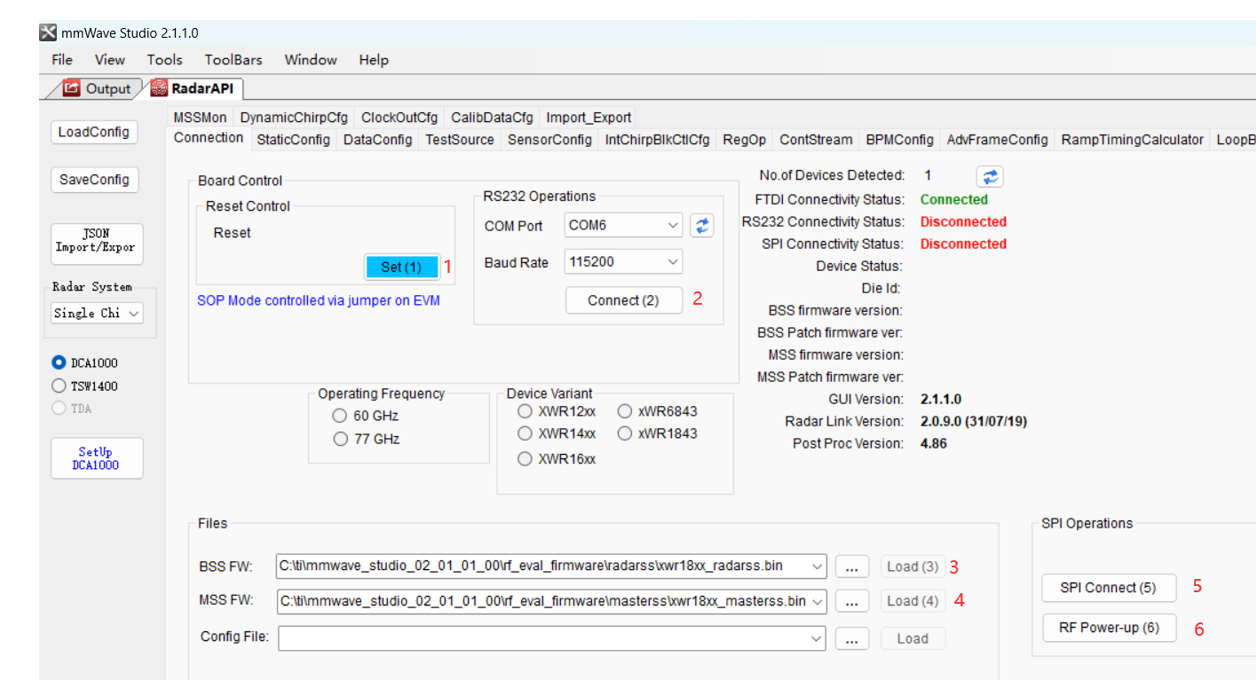 mmWave Studio 2.1.1.0
File View Tools ToolBars Window Help
Output RadarAPI
LoadConfig
SaveConfig
JSON
Import/Expor
Radar System
Single Chi
DCA1000
TSW1400
TDA
SetUp
DCA1000
MSSMon DynamicChirpCfg ClockOutCfg CalibDataCfg Import_Export
Connection StaticConfig DataConfig TestSource SensorConfig IntChirpBlkCtlCfg RegOp ContStream BPMConfig AdvFrameConfig RampTimingCalculator LoopB
Board Control
Reset Control
Reset
Set (1) 1
SOP Mode controlled via jumper on EVM
RS232 Operations
COM Port COM6
Baud Rate 115200
Connect (2) 2
No.of Devices Detected: 1
FTDI Connectivity Status: Connected
RS232 Connectivity Status: Disconnected
SPI Connectivity Status: Disconnected
Device Status:
Die Id:
BSS firmware version:
BSS Patch firmware ver:
MSS firmware version:
MSS Patch firmware ver:
GUI Version: 2.1.1.0
Radar Link Version: 2.0.9.0 (31/07/19)
Post Proc Version: 4.86
Operating Frequency
60 GHz
77 GHz
Device Variant
XWR12xx xWR6843
XWR14xx xWR1843
XWR16xx
Files
BSS FW: C:\ti\mmwave_studio_02_01_01_00\rf_eval_firmware\radarss\xwr18xx_radarss.bin ... Load (3) 3
MSS FW: C:\ti\mmwave_studio_02_01_01_00\rf_eval_firmware\masterss\xwr18xx_masterss.bin ... Load (4) 4
Config File: ... Load
SPI Operations
SPI Connect (5) 5
RF Power-up (6) 6